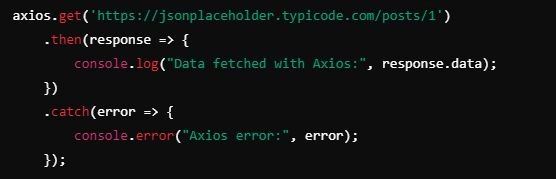 axios.get('https://jsonplaceholder.typicode.com/posts/1')
    .then(response => {
        console.log("Data fetched with Axios:", response.data);
    })
    .catch(error => {
        console.error("Axios error:", error);
    });